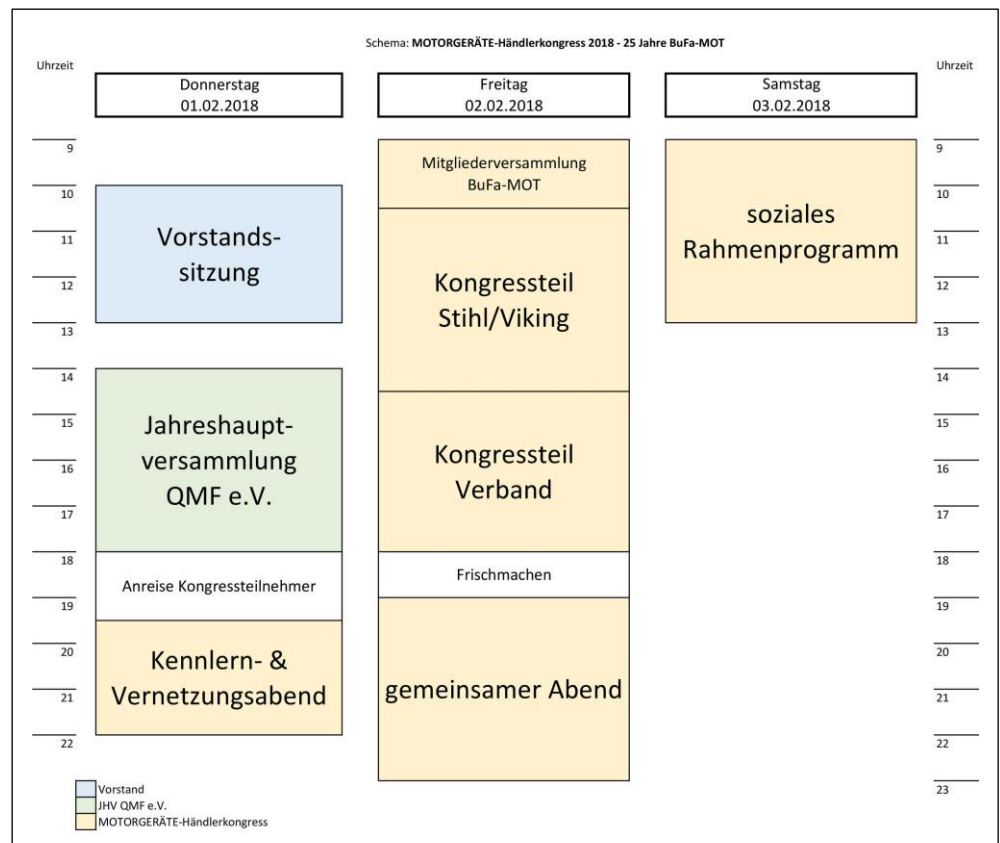 Schema: MOTORGERÄTE-Händlerkongress 2018 - 25 Jahre BuFa-MOT
Uhrzeit
Uhrzeit
Donnerstag
01.02.2018
Freitag
02.02.2018
Samstag
03.02.2018
9
10
11
12
13
14
15
16
17
18
19
20
21
22
Vorstands-
sitzung
Jahreshaupt-
versammlung
QMF e.V.
Anreise Kongressteilnehmer
Kennlern- &
Vernetzungsabend
Mitgliederversammlung
BuFa-MOT
Kongressteil
Stihl/Viking
Kongressteil
Verband
Frischmachen
gemeinsamer Abend
soziales
Rahmenprogramm
9
10
11
12
13
14
15
16
17
18
19
20
21
22
23
Vorstand
JHV QMF e.V.
MOTORGERÄTE-Händlerkongress